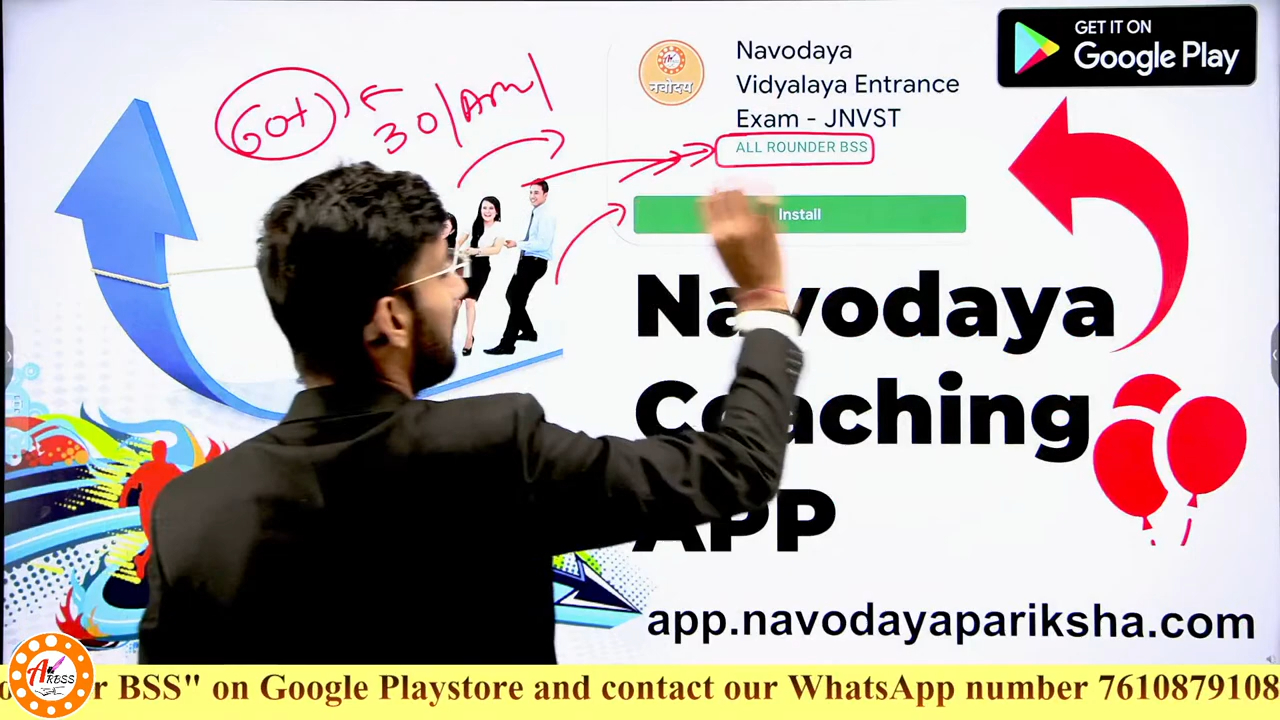 GET IT ON
Google Play
Navodaya
Vidyalaya Entrance
Exam - JNVST
ALL ROUNDER BSS
नवोदय
Install
60+
30
Navodaya
Coaching
APP
app.navodayapariksha.com
BSS" on Google Playstore and contact our WhatsApp number 7610879108